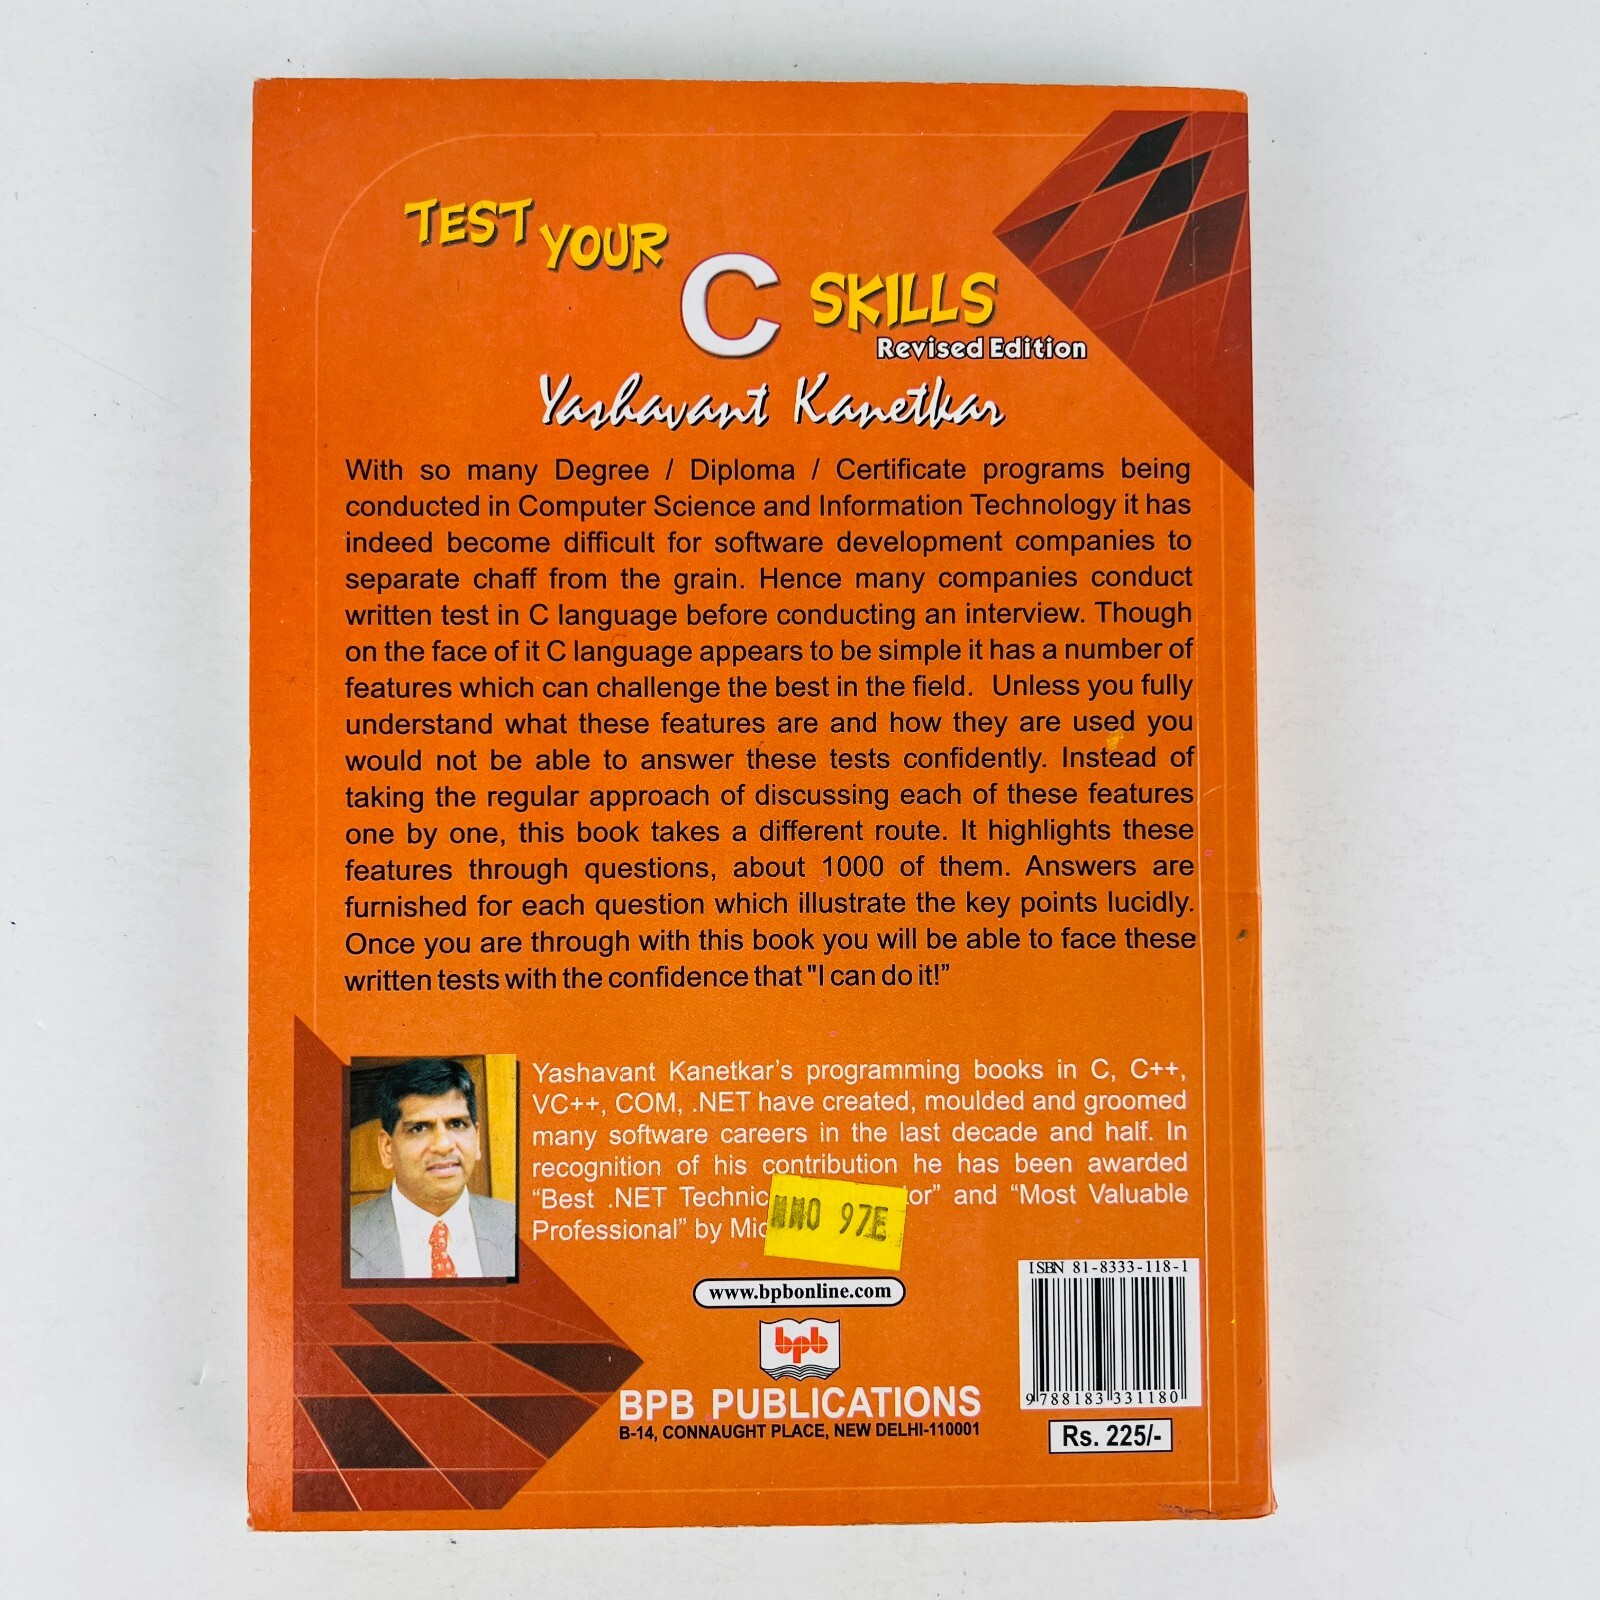 TEST YOUR C SKILLS
Revised Edition
Yashavant Kanetkar
With so many Degree / Diploma / Certificate programs being
conducted in Computer Science and Information Technology it has
indeed become difficult for software development companies to
separate chaff from the grain. Hence many companies conduct
written test in C language before conducting an interview. Though
on the face of it C language appears to be simple it has a number of
features which can challenge the best in the field. Unless you fully
understand what these features are and how they are used you
would not be able to answer these tests confidently. Instead of
taking the regular approach of discussing each of these features
one by one, this book takes a different route. It highlights these
features through questions, about 1000 of them. Answers are
furnished for each question which illustrate the key points lucidly.
Once you are through with this book you will be able to face these
written tests with the confidence that "I can do it!”
Yashavant Kanetkar’s programming books in C, C++,
VC++, COM, .NET have created, moulded and groomed
many software careers in the last decade and half. In
recognition of his contribution he has been awarded
“Best .NET Technic tor” and “Most Valuable
Professional” by Mic
97E
www.bpbonline.com
bpb
BPB PUBLICATIONS
B-14, CONNAUGHT PLACE, NEW DELHI-110001
ISBN 81-8333-118-1
9 788183 331180
Rs. 225/-